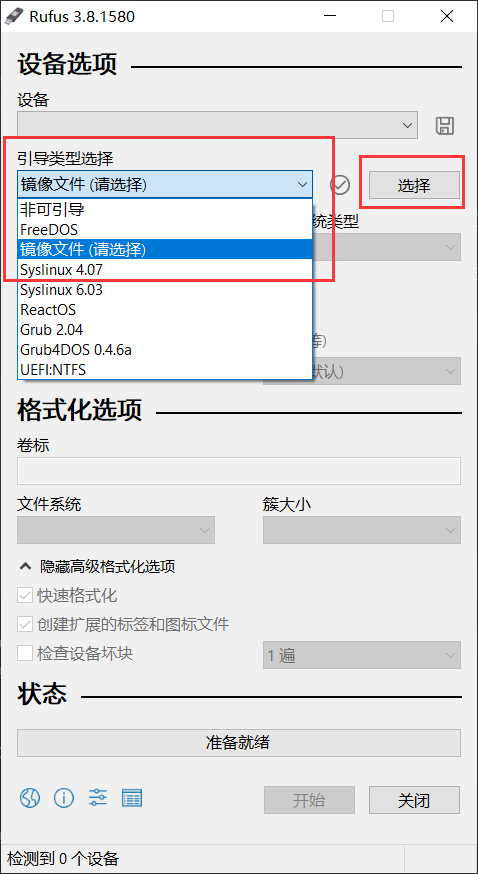 Rufus 3.8.1580
设备选项
设备
引导类型选择
镜像文件 (请选择)
选择
非可引导
FreeDOS
镜像文件 (请选择)
Syslinux 4.07
Syslinux 6.03
ReactOS
Grub 2.04
Grub4DOS 0.4.6a
UEFI:NTFS
统类型
等)
默认)
格式化选项
卷标
文件系统
簇大小
隐藏高级格式化选项
快速格式化
创建扩展的标签和图标文件
检查设备坏块
1 遍
状态
准备就绪
开始
关闭
检测到 0 个设备